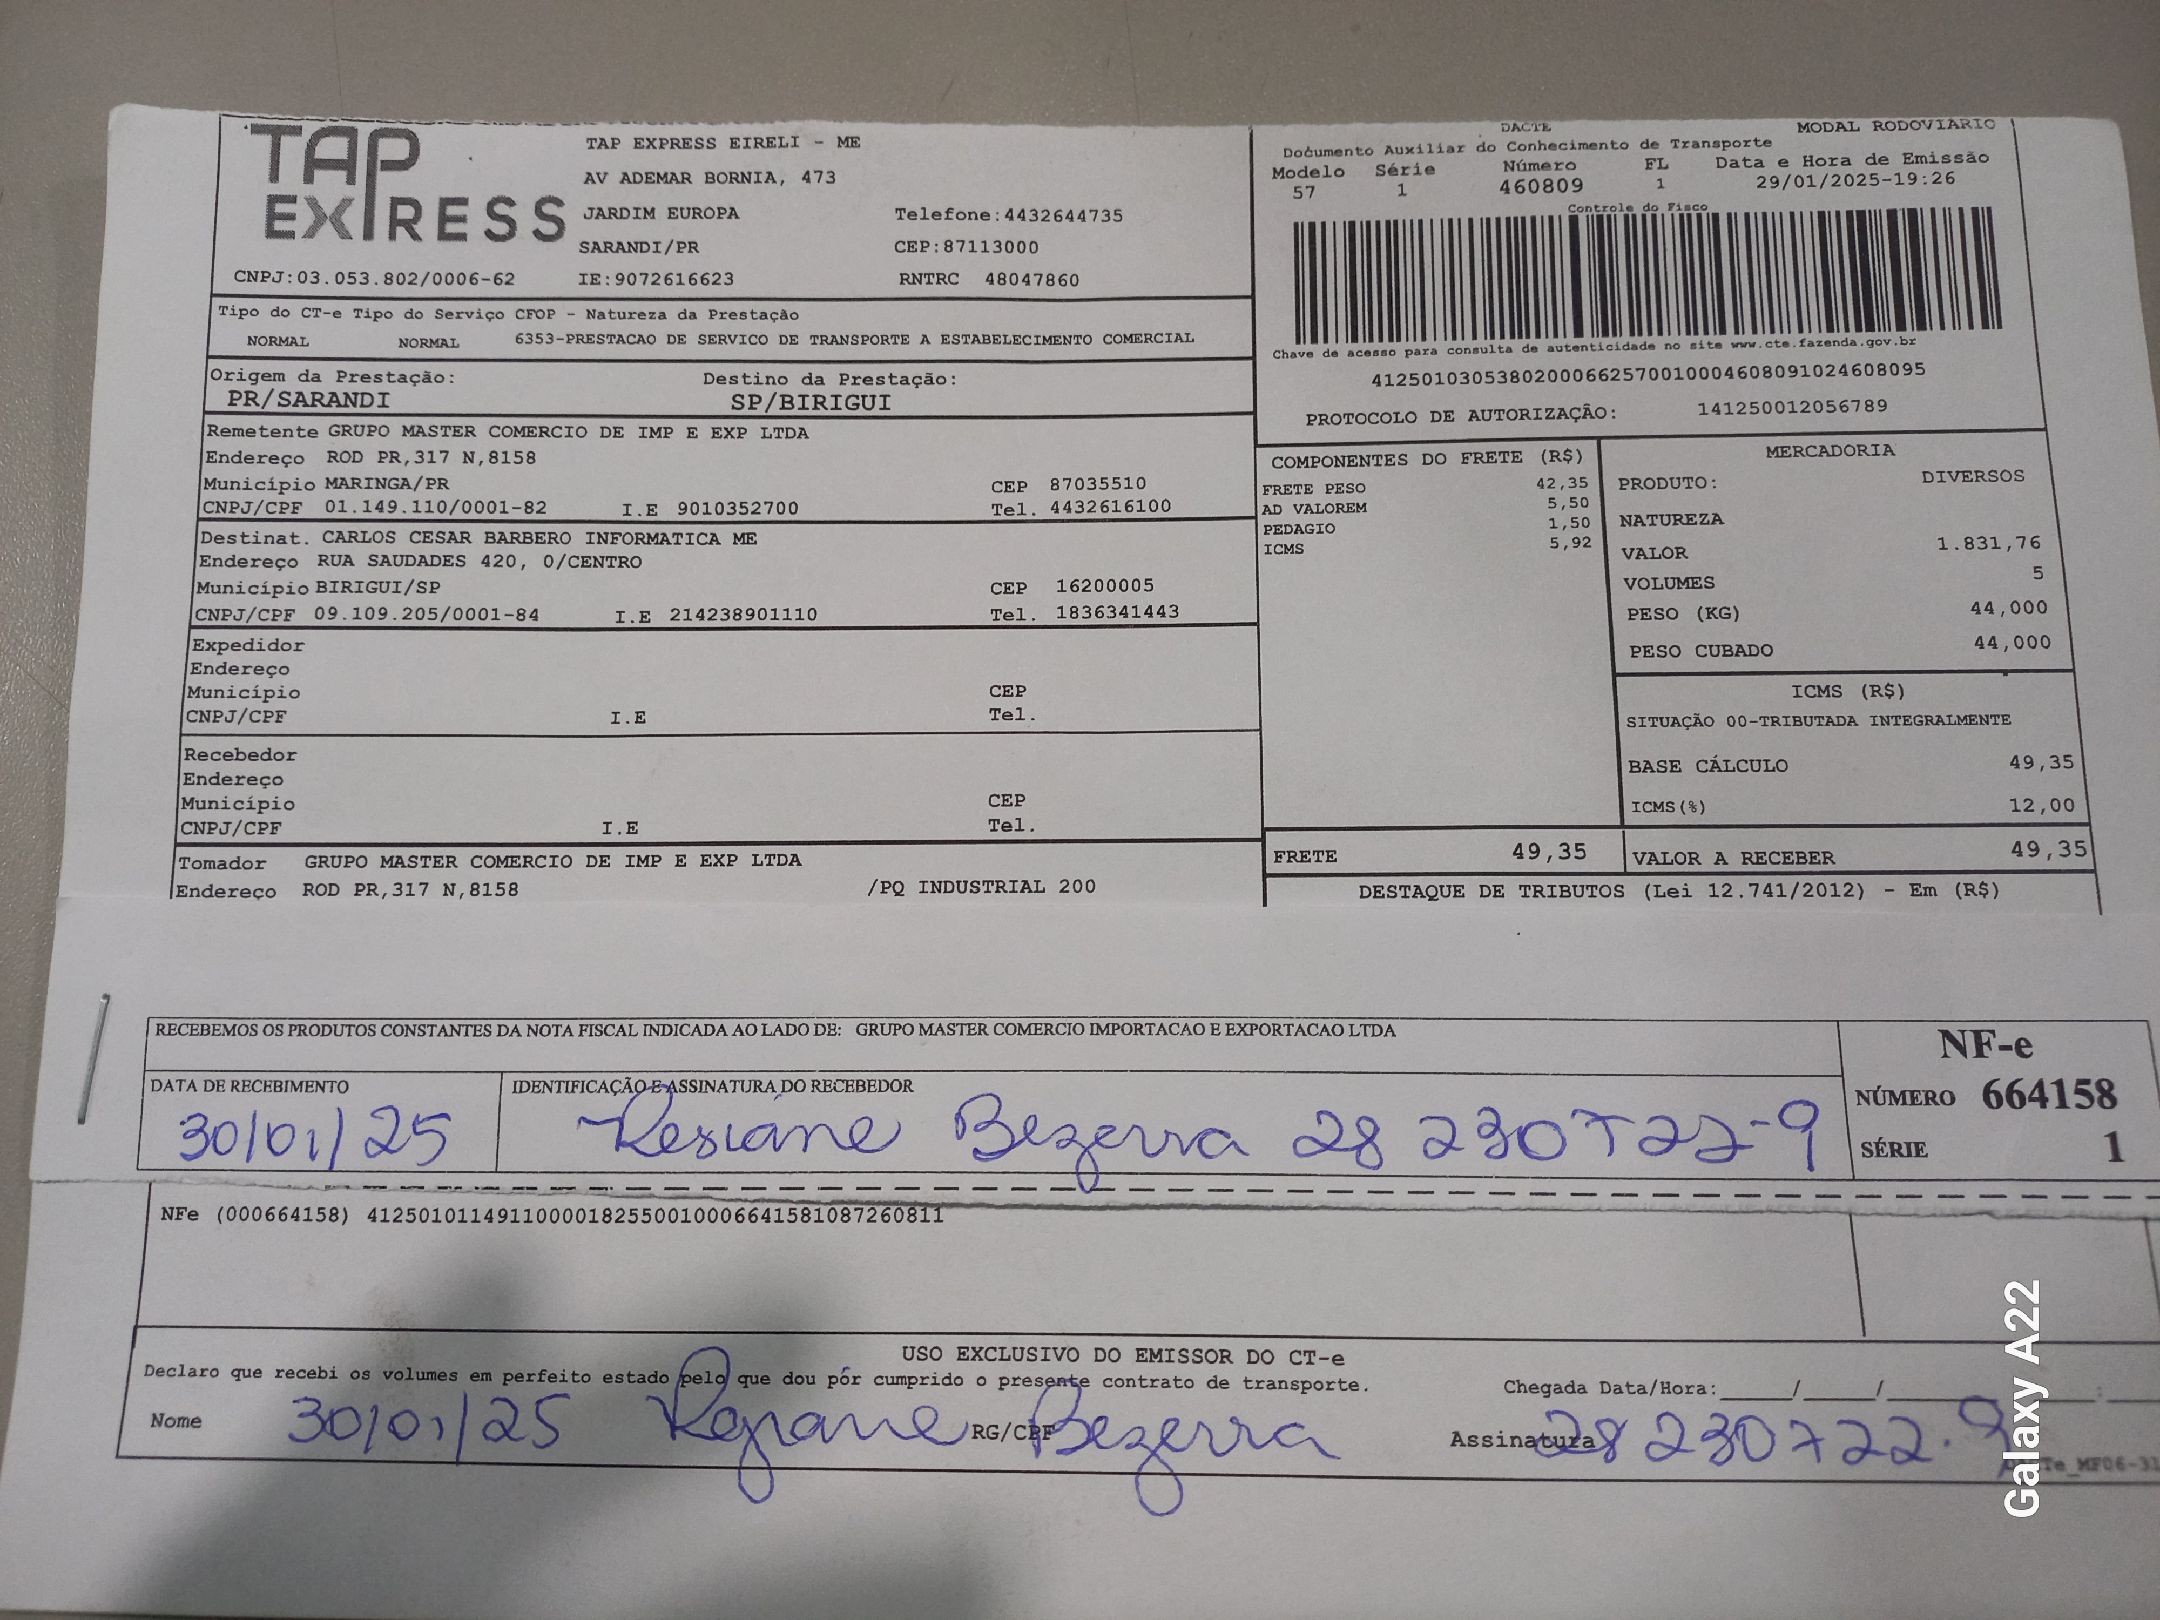 TAP EXPRESS
TAP EXPRESS EIRELI - ME
AV ADEMAR BORNIA, 473
JARDIM EUROPA Telefone:4432644735
SARANDI/PR CEP:87113000
CNPJ:03.053.802/0006-62 IE:9072616623 RNTRC 48047860
Tipo do CT-e Tipo do Serviço CFOP - Natureza da Prestação
NORMAL NORMAL 6353-PRESTACAO DE SERVICO DE TRANSPORTE A ESTABELECIMENTO COMERCIAL
Origem da Prestação: Destino da Prestação:
PR/SARANDI SP/BIRIGUI
Remetente GRUPO MASTER COMERCIO DE IMP E EXP LTDA
Endereço ROD PR,317 N,8158
Município MARINGA/PR CEP 87035510
CNPJ/CPF 01.149.110/0001-82 I.E 9010352700 Tel. 4432616100
Destinat. CARLOS CESAR BARBERO INFORMATICA ME
Endereço RUA SAUDADES 420, 0/CENTRO
Município BIRIGUI/SP CEP 16200005
CNPJ/CPF 09.109.205/0001-84 I.E 214238901110 Tel. 1836341443
Expedidor
Endereço
Município CEP
CNPJ/CPF I.E Tel.
Recebedor
Endereço
Município CEP
CNPJ/CPF I.E Tel.
Tomador GRUPO MASTER COMERCIO DE IMP E EXP LTDA
Endereço ROD PR,317 N,8158 /PQ INDUSTRIAL 200
DACTE MODAL RODOVIARIO
Documento Auxiliar do Conhecimento de Transporte
Modelo Série Número FL Data e Hora de Emissão
57 1 460809 1 29/01/2025-19:26
Controle do Fisco
Chave de acesso para consulta de autenticidade no site www.cte.fazenda.gov.br
41250103053802000662570010004608091024608095
PROTOCOLO DE AUTORIZAÇÃO: 141250012056789
COMPONENTES DO FRETE (R$)
FRETE PESO 42,35
AD VALOREM 5,50
PEDAGIO 1,50
ICMS 5,92
MERCADORIA
PRODUTO: DIVERSOS
NATUREZA
VALOR 1.831,76
VOLUMES 5
PESO (KG) 44,000
PESO CUBADO 44,000
ICMS (R$)
SITUAÇÃO 00-TRIBUTADA INTEGRALMENTE
BASE CÁLCULO 49,35
ICMS(%) 12,00
FRETE 49,35 VALOR A RECEBER 49,35
DESTAQUE DE TRIBUTOS (Lei 12.741/2012) - Em (R$)
RECEBEMOS OS PRODUTOS CONSTANTES DA NOTA FISCAL INDICADA AO LADO DE: GRUPO MASTER COMERCIO IMPORTACAO E EXPORTACAO LTDA
DATA DE RECEBIMENTO IDENTIFICAÇÃO E ASSINATURA DO RECEBEDOR
30/01/25 Resiane Bezerra 28 230722-9
NF-e
NÚMERO 664158
SÉRIE 1
NFe (000664158) 41250101149110000182550010006641581087260811
USO EXCLUSIVO DO EMISSOR DO CT-e
Declaro que recebi os volumes em perfeito estado pelo que dou pór cumprido o presente contrato de transporte.
Chegada Data/Hora:_____/_____/_____ :
Nome 30/01/25 Bezerra RG/CPF Assinatura 28 230722.9
Galaxy A22